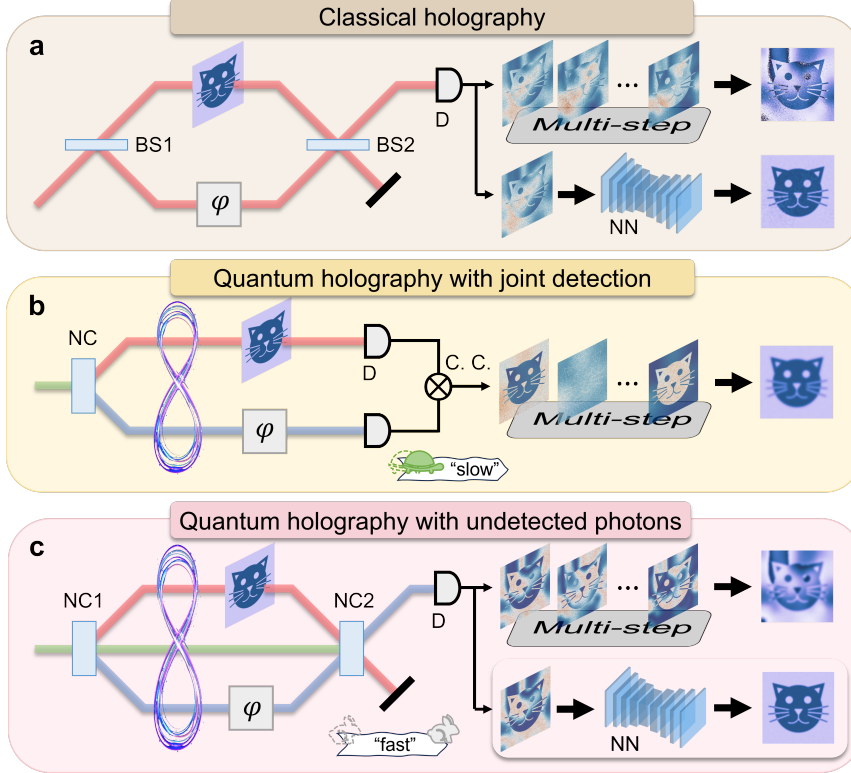 Classical holography
a
BS1
BS2
φ
D
...
Multi-step
NN
Quantum holography with joint detection
b
NC
φ
D
C. C.
...
Multi-step
“slow”
Quantum holography with undetected photons
c
NC1
NC2
φ
D
...
Multi-step
NN
“fast”